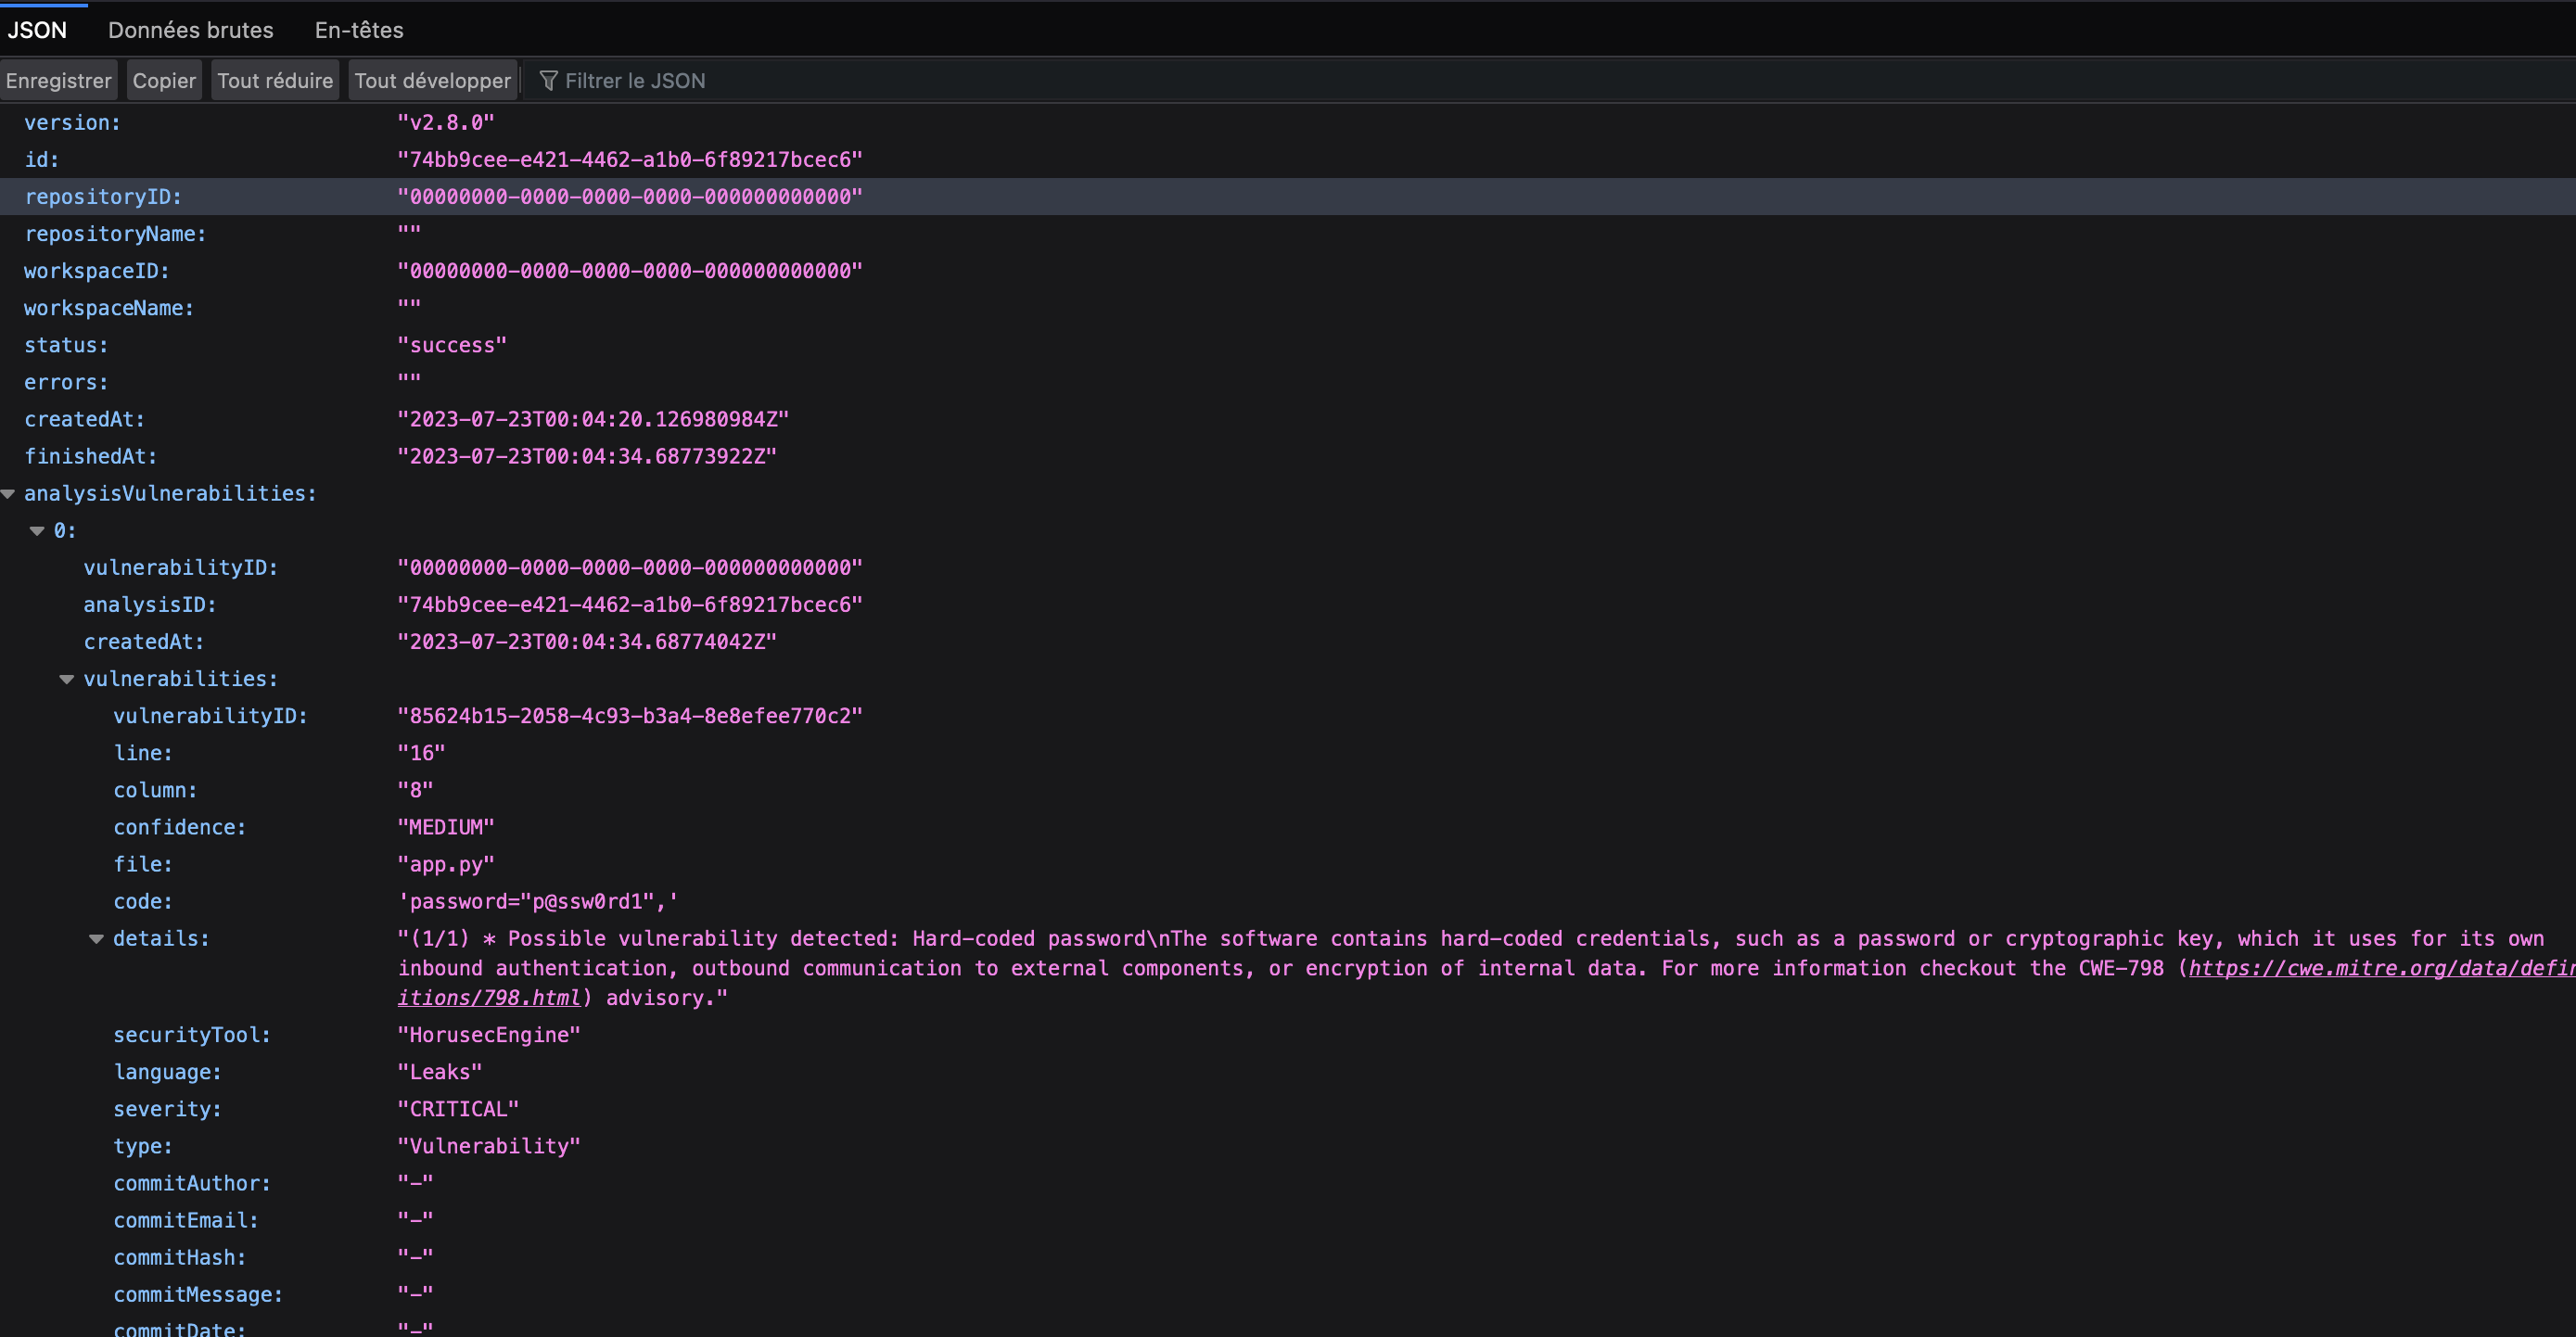 JSON Données brutes En-têtes
Enregistrer Copier Tout réduire Tout développer Filtrer le JSON
version: "v2.8.0"
id: "74bb9cee-e421-4462-a1b0-6f89217bcec6"
repositoryID: "00000000-0000-0000-0000-000000000000"
repositoryName: ""
workspaceID: "00000000-0000-0000-0000-000000000000"
workspaceName: ""
status: "success"
errors: ""
createdAt: "2023-07-23T00:04:20.126980984Z"
finishedAt: "2023-07-23T00:04:34.68773922Z"
analysisVulnerabilities:
0:
vulnerabilityID: "00000000-0000-0000-0000-000000000000"
analysisID: "74bb9cee-e421-4462-a1b0-6f89217bcec6"
createdAt: "2023-07-23T00:04:34.68774042Z"
vulnerabilities:
vulnerabilityID: "85624b15-2058-4c93-b3a4-8e8efee770c2"
line: "16"
column: "8"
confidence: "MEDIUM"
file: "app.py"
code: 'password="p@ssw0rd1",'
details: "(1/1) * Possible vulnerability detected: Hard-coded password\nThe software contains hard-coded credentials, such as a password or cryptographic key, which it uses for its own
inbound authentication, outbound communication to external components, or encryption of internal data. For more information checkout the CWE-798 (https://cwe.mitre.org/data/defin
itions/798.html) advisory."
securityTool: "HorusecEngine"
language: "Leaks"
severity: "CRITICAL"
type: "Vulnerability"
commitAuthor: "-"
commitEmail: "-"
commitHash: "-"
commitMessage: "-"
commitDate: "-"